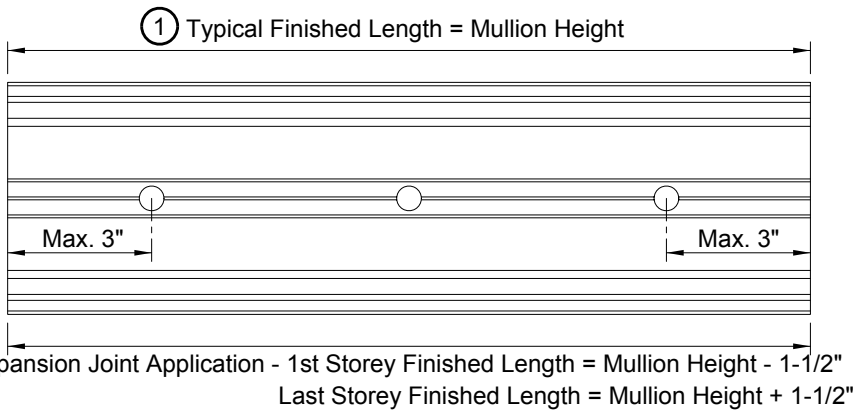 1 Typical Finished Length = Mullion Height
Max. 3"
Max. 3"
pansion Joint Application - 1st Storey Finished Length = Mullion Height - 1-1/2"
Last Storey Finished Length = Mullion Height + 1-1/2"